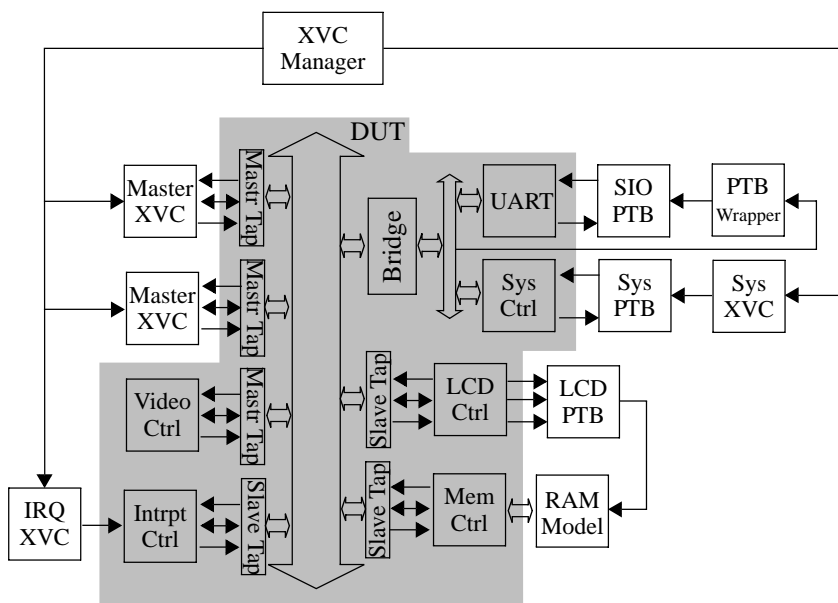 XVC
Manager
DUT
Master
XVC
Mastr Tap
Bridge
UART
SIO
PTB
PTB
Wrapper
Master
XVC
Mastr Tap
Sys
Ctrl
Sys
PTB
Sys
XVC
Video
Ctrl
Mastr Tap
Slave Tap
LCD
Ctrl
LCD
PTB
IRQ
XVC
Intrpt
Ctrl
Slave Tap
Slave Tap
Mem
Ctrl
RAM
Model